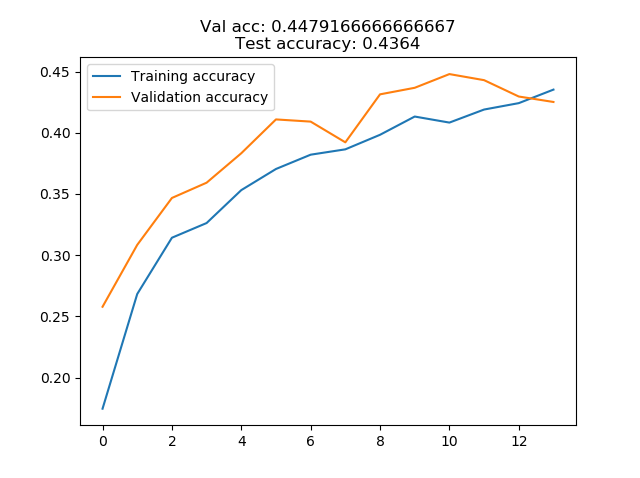 Val acc: 0.4479166666666667
Test accuracy: 0.4364
Training accuracy
Validation accuracy
0.45
0.40
0.35
0.30
0.25
0.20
0 2 4 6 8 10 12